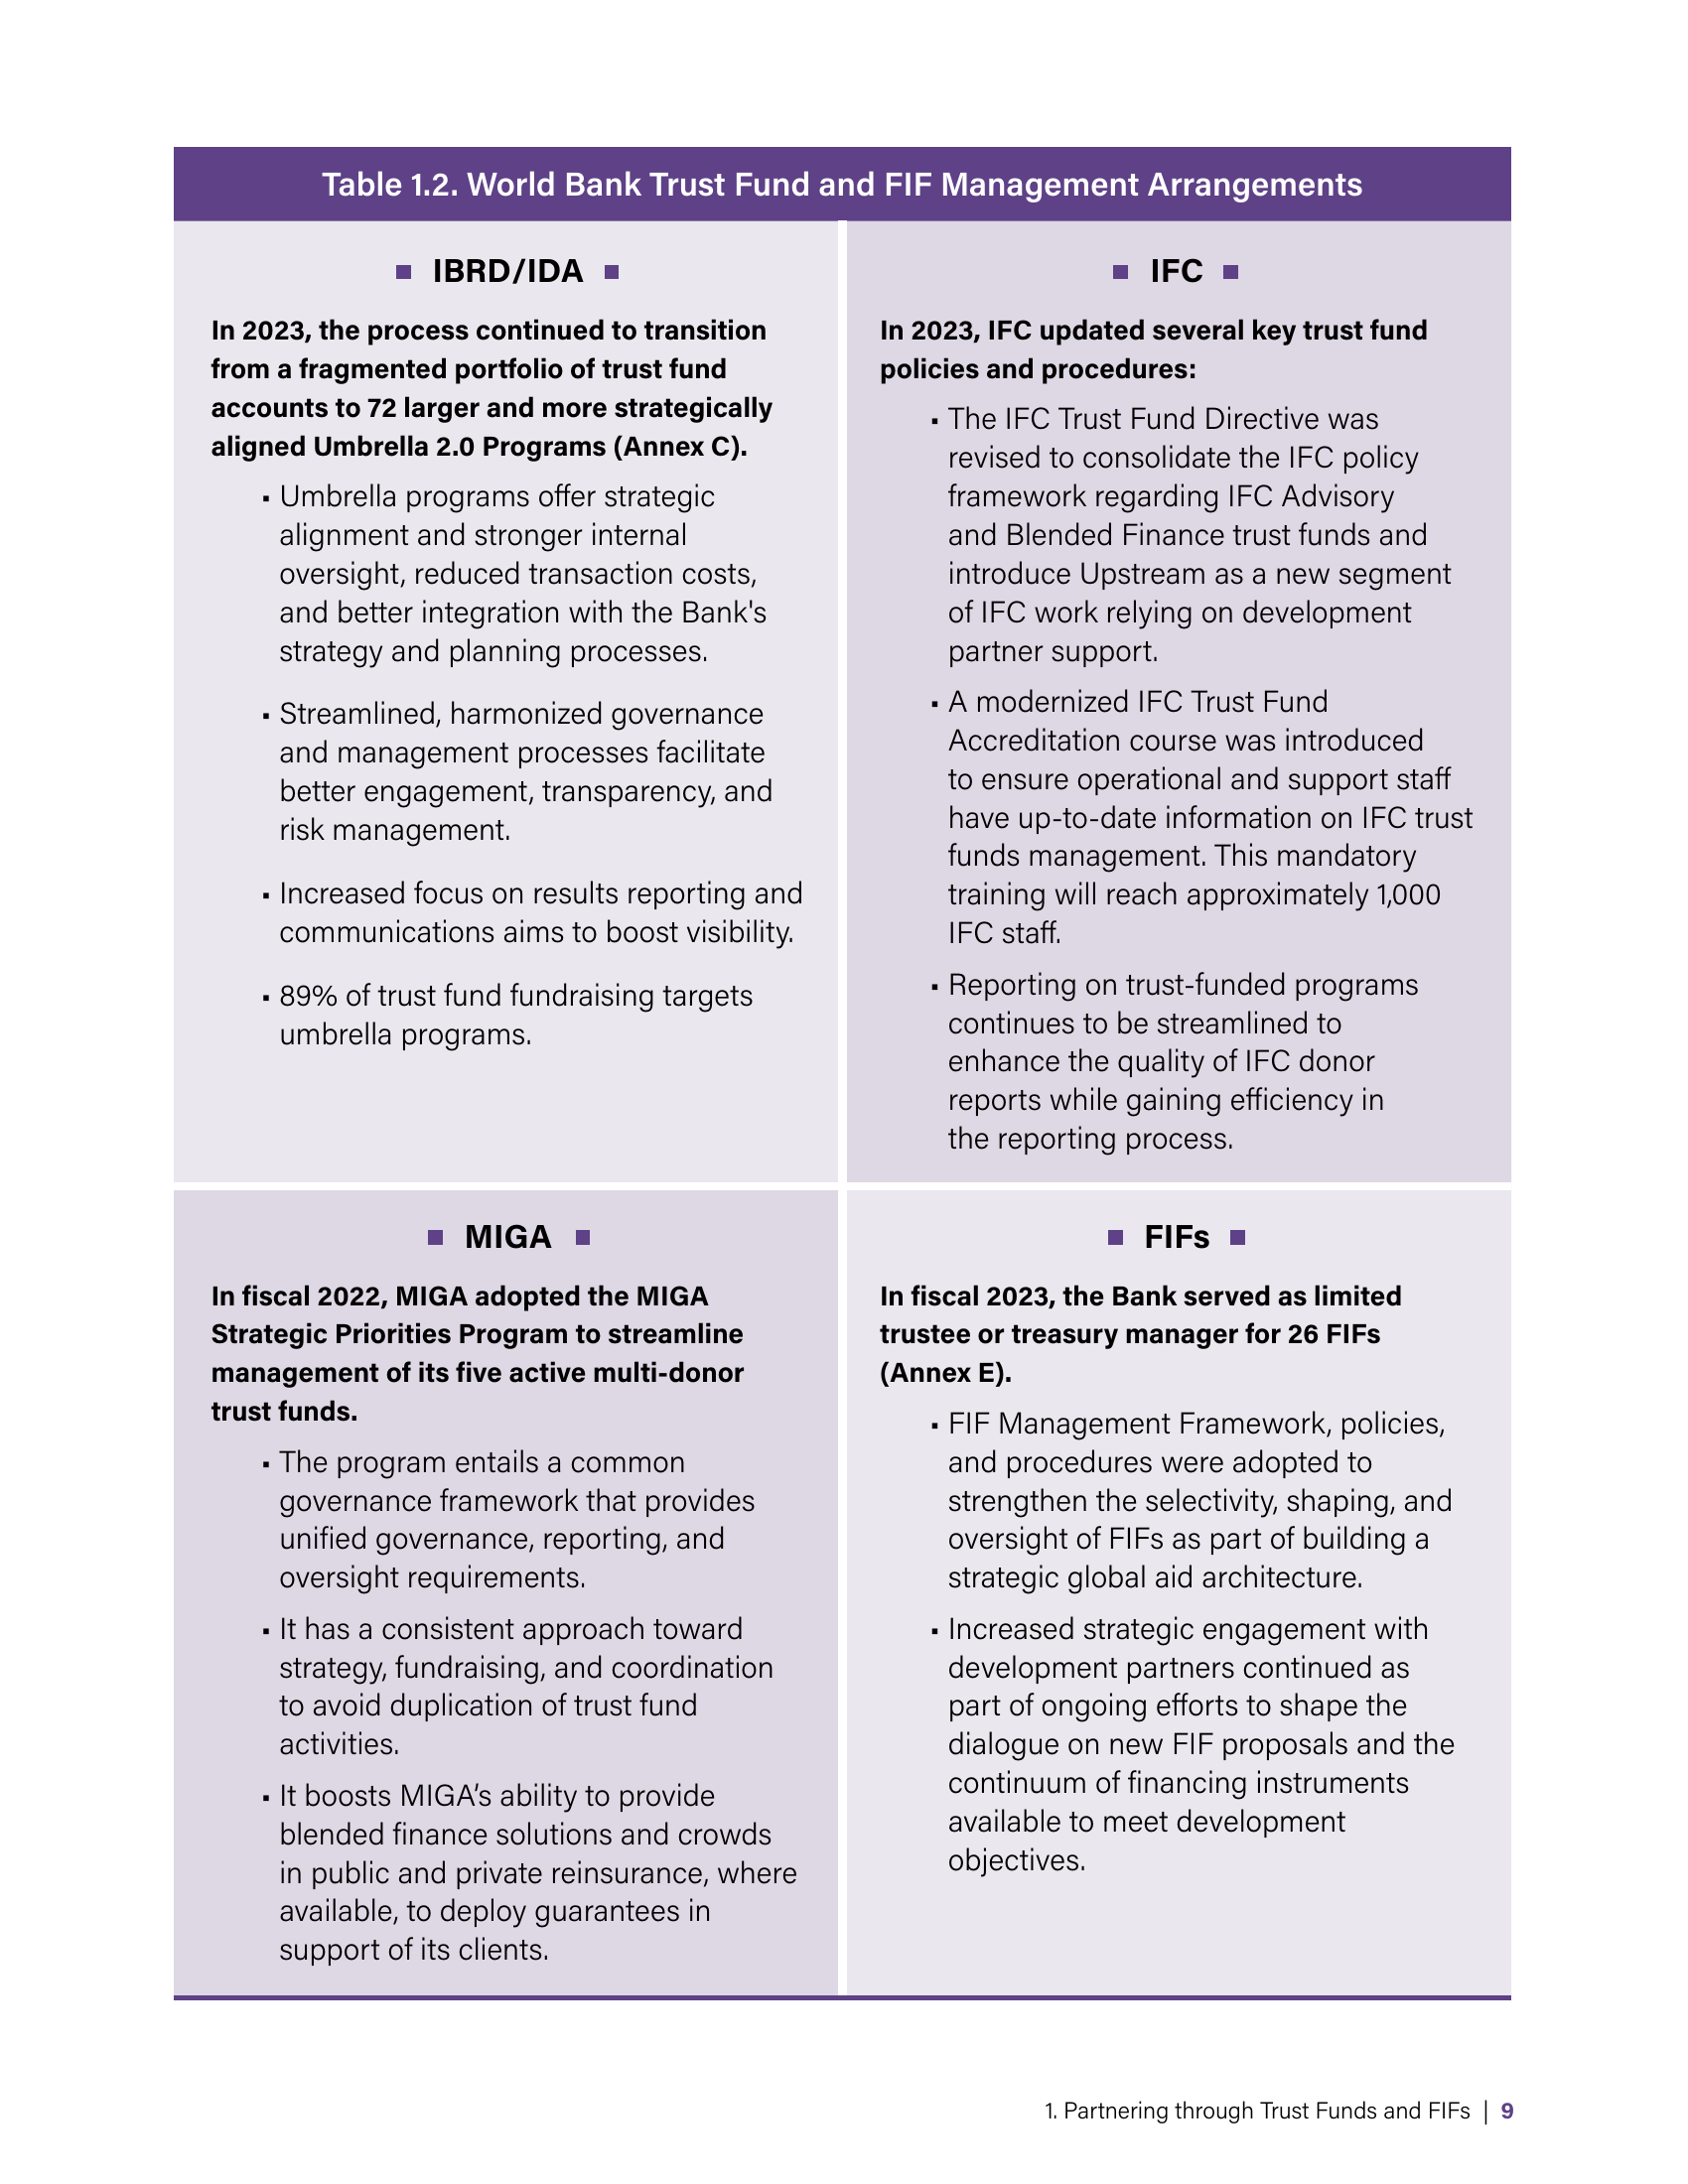 Table 1.2. World Bank Trust Fund and FIF Management Arrangements
IBRD/IDA
In 2023, the process continued to transition
from a fragmented portfolio of trust fund
accounts to 72 larger and more strategically
aligned Umbrella 2.0 Programs (Annex C).
▪ Umbrella programs offer strategic
alignment and stronger internal
oversight, reduced transaction costs,
and better integration with the Bank's
strategy and planning processes.
▪ Streamlined, harmonized governance
and management processes facilitate
better engagement, transparency, and
risk management.
▪ Increased focus on results reporting and
communications aims to boost visibility.
▪ 89% of trust fund fundraising targets
umbrella programs.
IFC
In 2023, IFC updated several key trust fund
policies and procedures:
▪ The IFC Trust Fund Directive was
revised to consolidate the IFC policy
framework regarding IFC Advisory
and Blended Finance trust funds and
introduce Upstream as a new segment
of IFC work relying on development
partner support.
▪ A modernized IFC Trust Fund
Accreditation course was introduced
to ensure operational and support staff
have up-to-date information on IFC trust
funds management. This mandatory
training will reach approximately 1,000
IFC staff.
▪ Reporting on trust-funded programs
continues to be streamlined to
enhance the quality of IFC donor
reports while gaining efficiency in
the reporting process.
MIGA
In fiscal 2022, MIGA adopted the MIGA
Strategic Priorities Program to streamline
management of its five active multi-donor
trust funds.
▪ The program entails a common
governance framework that provides
unified governance, reporting, and
oversight requirements.
▪ It has a consistent approach toward
strategy, fundraising, and coordination
to avoid duplication of trust fund
activities.
▪ It boosts MIGA’s ability to provide
blended finance solutions and crowds
in public and private reinsurance, where
available, to deploy guarantees in
support of its clients.
FIFs
In fiscal 2023, the Bank served as limited
trustee or treasury manager for 26 FIFs
(Annex E).
▪ FIF Management Framework, policies,
and procedures were adopted to
strengthen the selectivity, shaping, and
oversight of FIFs as part of building a
strategic global aid architecture.
▪ Increased strategic engagement with
development partners continued as
part of ongoing efforts to shape the
dialogue on new FIF proposals and the
continuum of financing instruments
available to meet development
objectives.
1. Partnering through Trust Funds and FIFs | 9